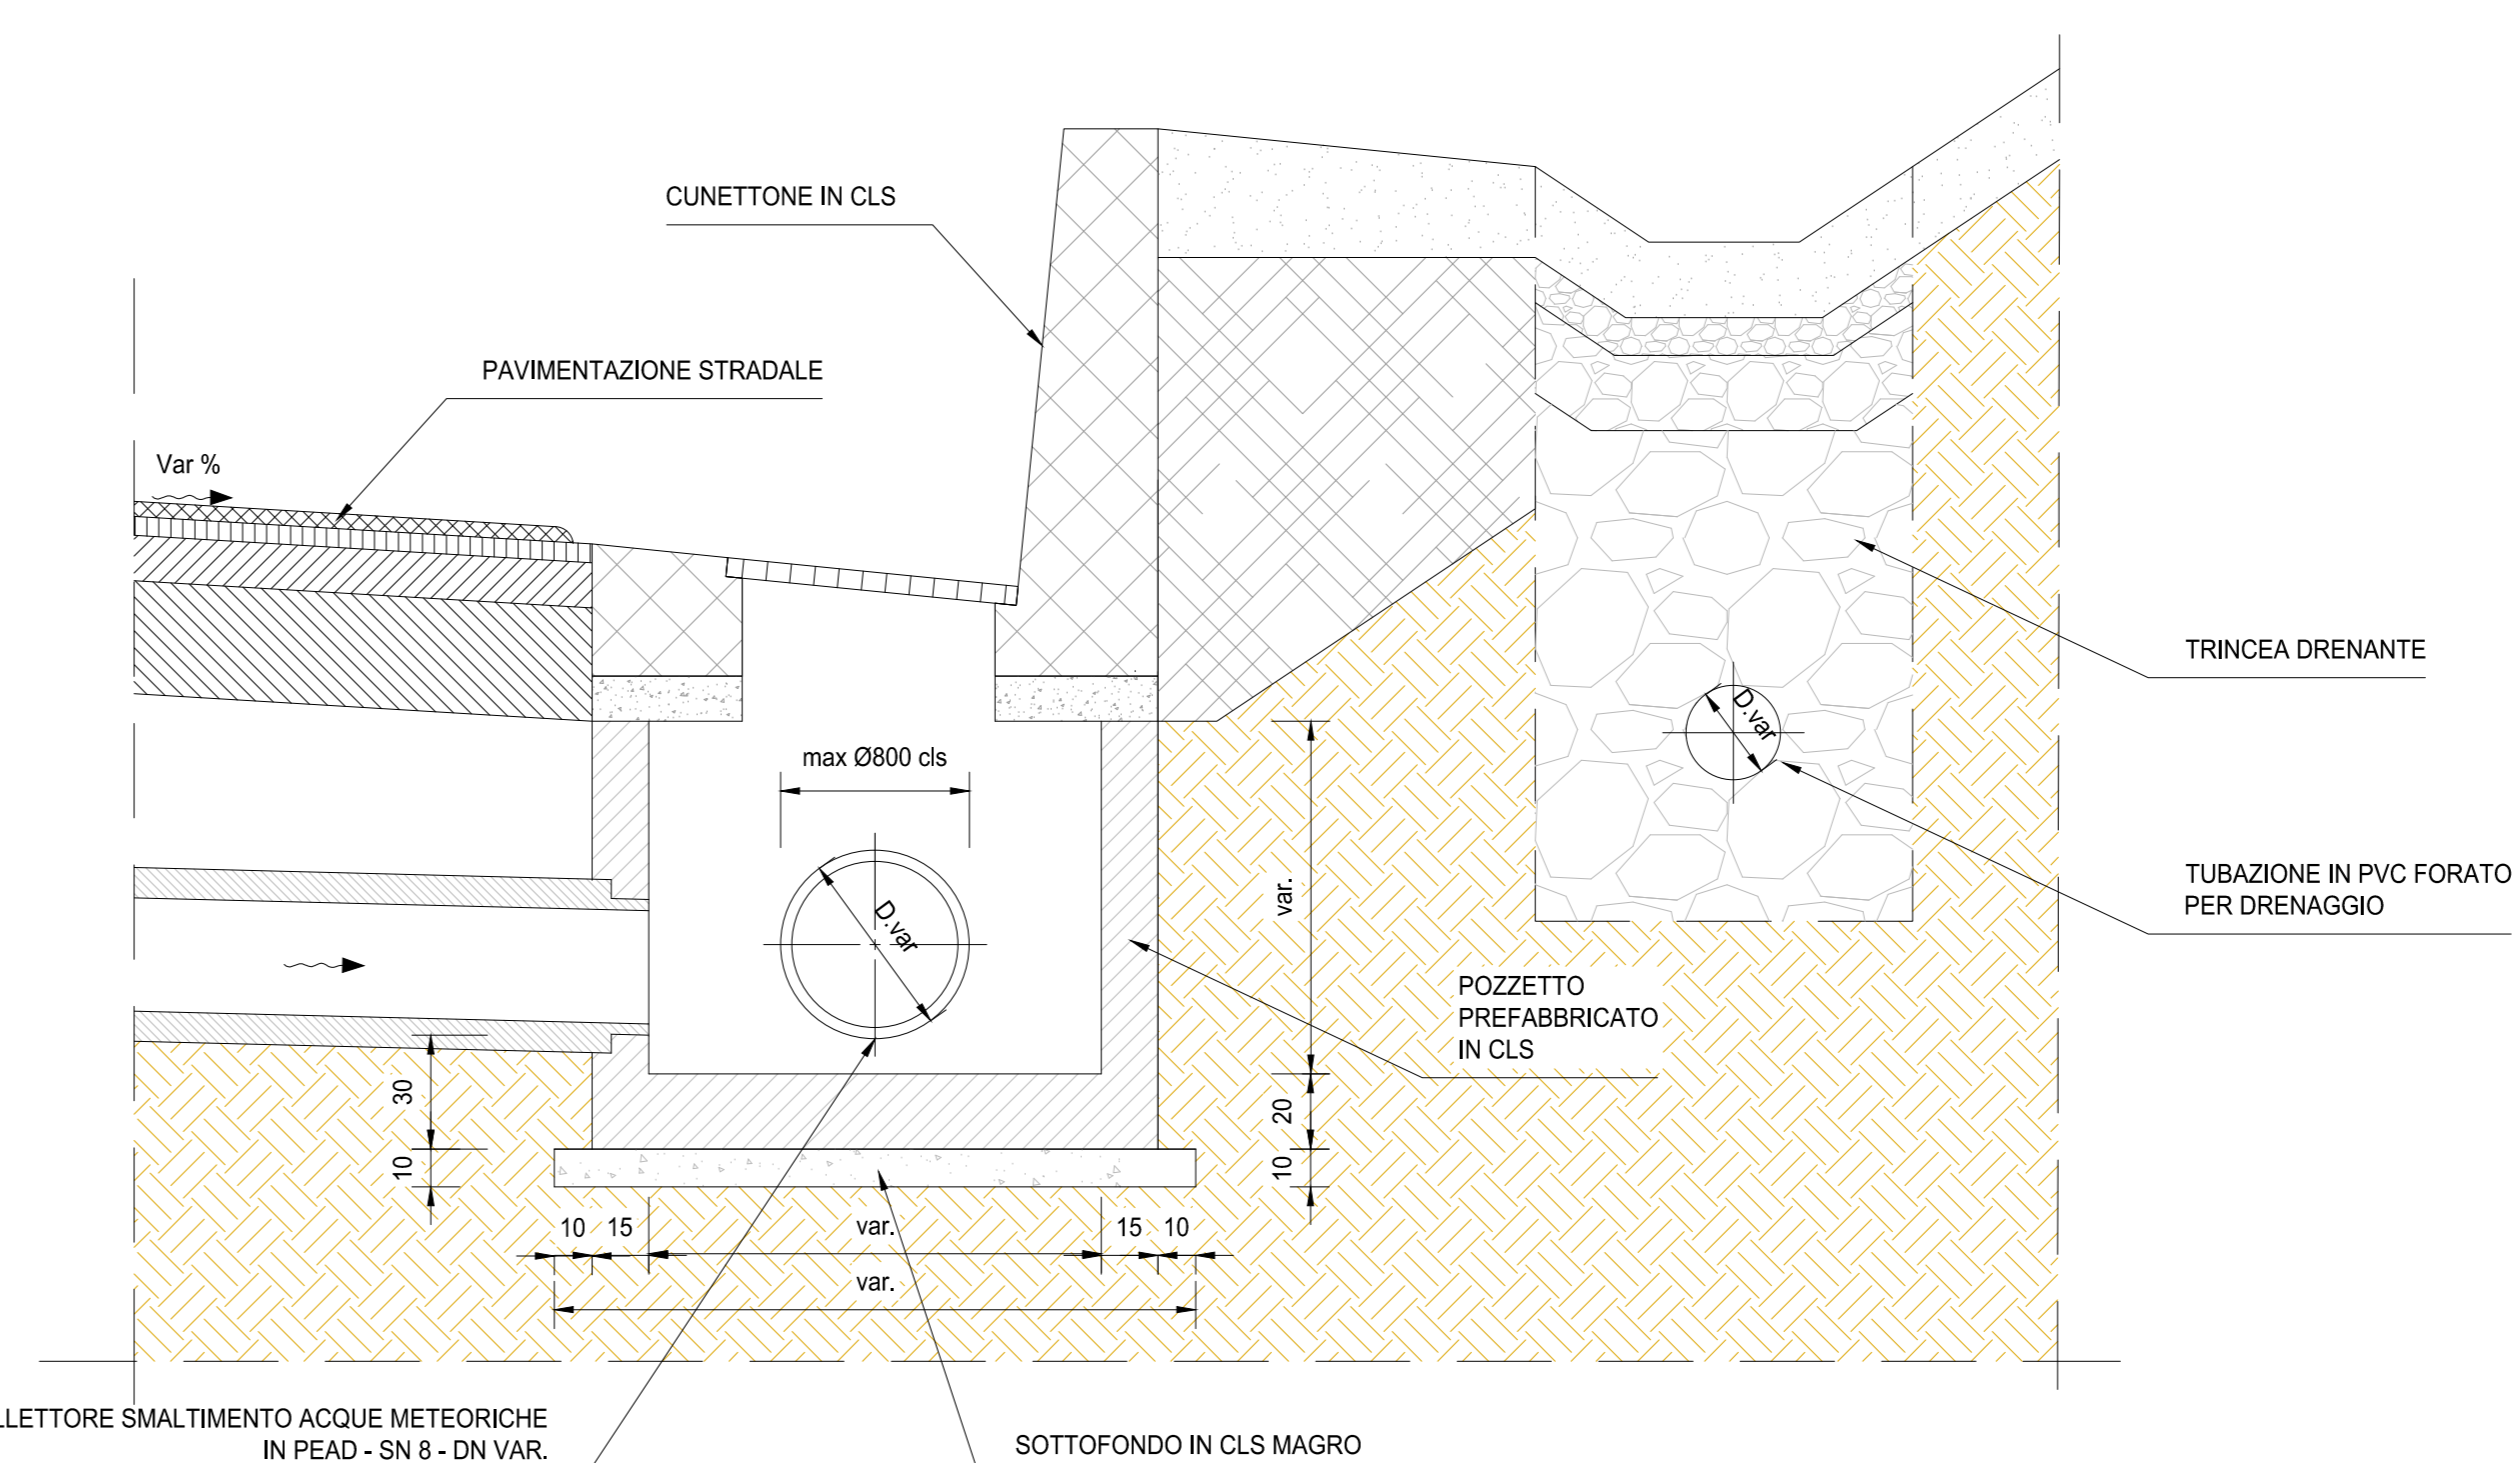 CUNETTONE IN CLS
PAVIMENTAZIONE STRADALE
Var %
TRINCEA DRENANTE
D.var
max Ø800 cls
TUBAZIONE IN PVC FORATO
PER DRENAGGIO
var.
D.var
POZZETTO
PREFABBRICATO
IN CLS
30
20
10
10
10 15 var. 15 10
var.
LLETTORE SMALTIMENTO ACQUE METEORICHE
IN PEAD - SN 8 - DN VAR.
SOTTOFONDO IN CLS MAGRO